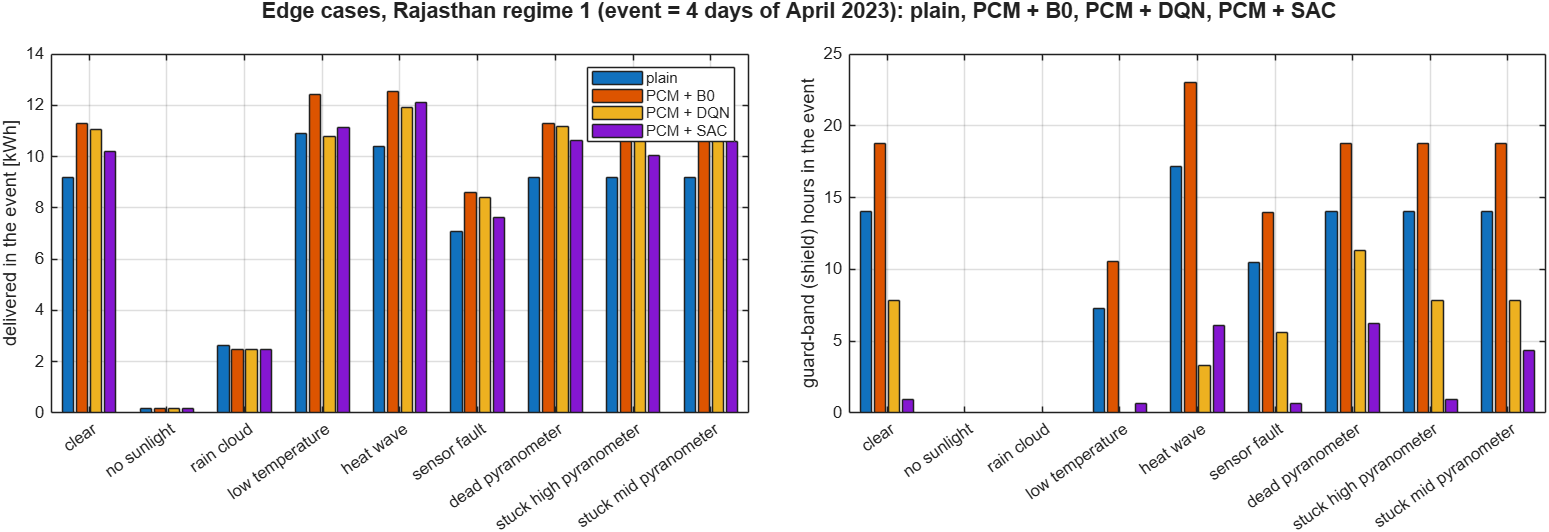 Edge cases, Rajasthan regime 1 (event = 4 days of April 2023): plain, PCM + B0, PCM + DQN, PCM + SAC
delivered in the event [kWh]
14
12
10
8
6
4
2
0
plain
PCM + B0
PCM + DQN
PCM + SAC
clear
no sunlight
rain cloud
low temperature
heat wave
sensor fault
dead pyranometer
stuck high pyranometer
stuck mid pyranometer
guard-band (shield) hours in the event
25
20
15
10
5
0
clear
no sunlight
rain cloud
low temperature
heat wave
sensor fault
dead pyranometer
stuck high pyranometer
stuck mid pyranometer